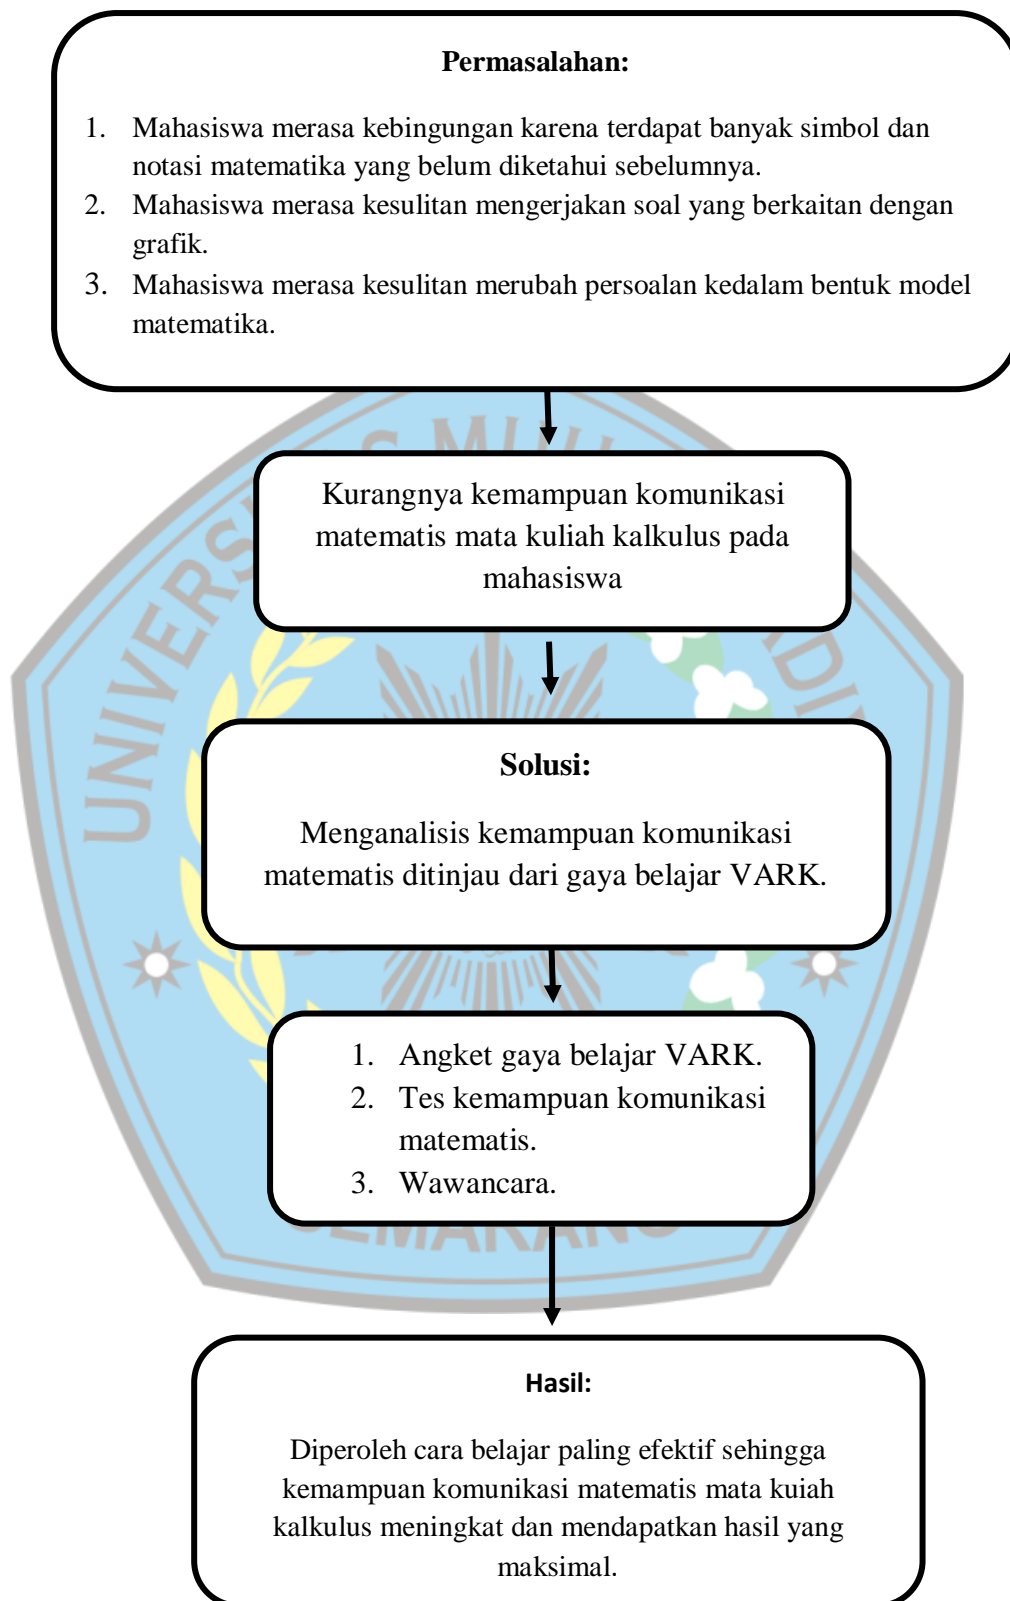 Permasalahan:
1. Mahasiswa merasa kebingungan karena terdapat banyak simbol dan
notasi matematika yang belum diketahui sebelumnya.
2. Mahasiswa merasa kesulitan mengerjakan soal yang berkaitan dengan
grafik.
3. Mahasiswa merasa kesulitan merubah persoalan kedalam bentuk model
matematika.
Kurangnya kemampuan komunikasi
matematis mata kuliah kalkulus pada
mahasiswa
Solusi:
Menganalisis kemampuan komunikasi
matematis ditinjau dari gaya belajar VARK.
1. Angket gaya belajar VARK.
2. Tes kemampuan komunikasi
matematis.
3. Wawancara.
Hasil:
Diperoleh cara belajar paling efektif sehingga
kemampuan komunikasi matematis mata kuiah
kalkulus meningkat dan mendapatkan hasil yang
maksimal.